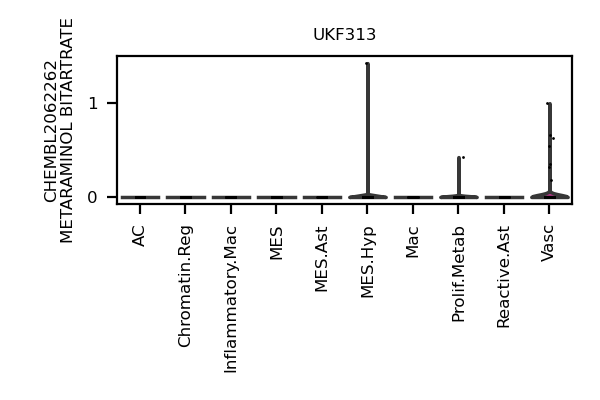 UKF313
CHEMBL2062262
METARAMINOL BITARTRATE
1
0
AC
Chromatin.Reg
Inflammatory.Mac
MES
MES.Ast
MES.Hyp
Mac
Prolif.Metab
Reactive.Ast
Vasc